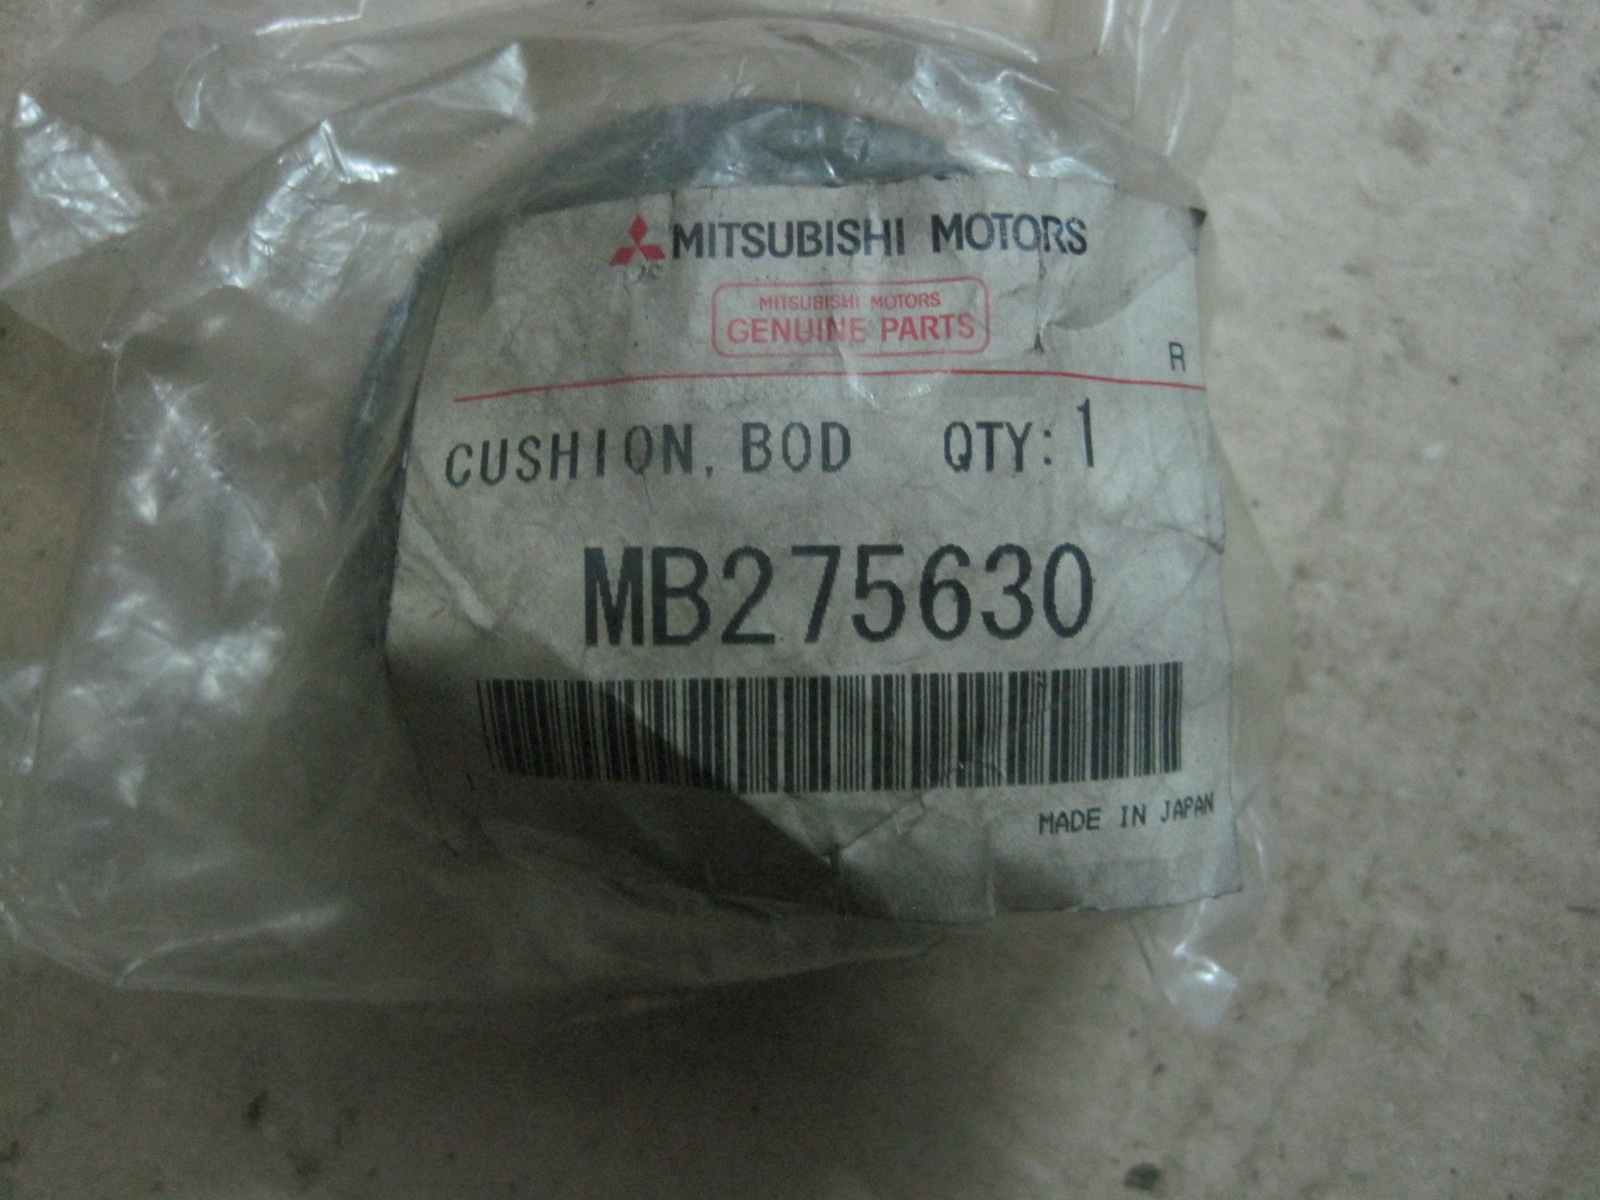 MITSUBISHI MOTORS
MITSUBISHI MOTORS
GENUINE PARTS
R
CUSHION, BOD QTY: 1
MB275630
MADE IN JAPAN